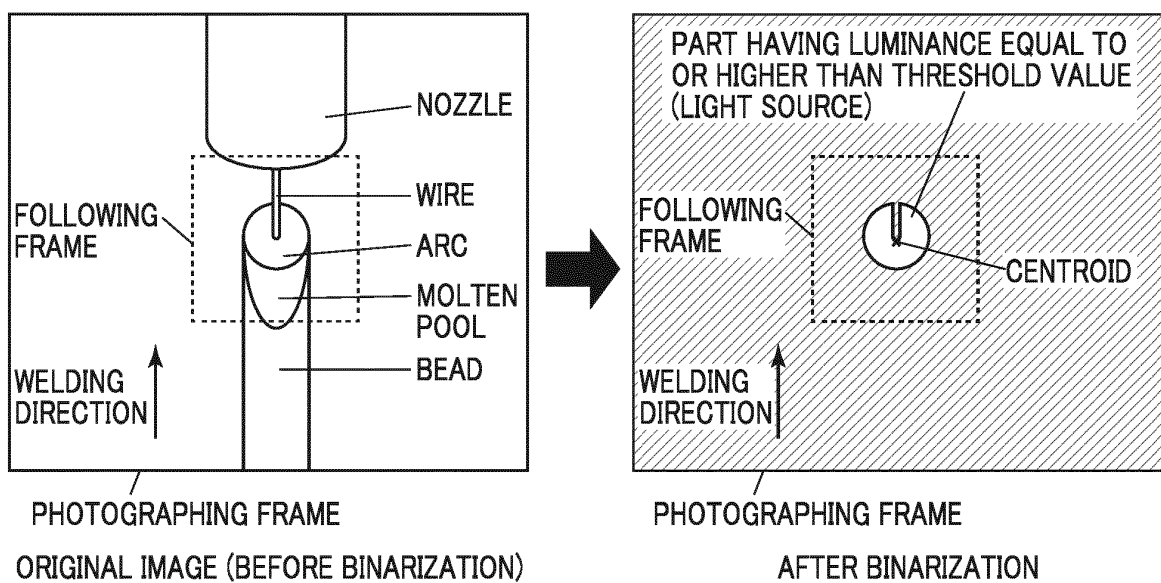 NOZZLE
WIRE
FOLLOWING
FRAME
ARC
MOLTEN
POOL
BEAD
WELDING
DIRECTION
PHOTOGRAPHING FRAME
ORIGINAL IMAGE (BEFORE BINARIZATION)
PART HAVING LUMINANCE EQUAL TO
OR HIGHER THAN THRESHOLD VALUE
(LIGHT SOURCE)
FOLLOWING
FRAME
CENTROID
WELDING
DIRECTION
PHOTOGRAPHING FRAME
AFTER BINARIZATION